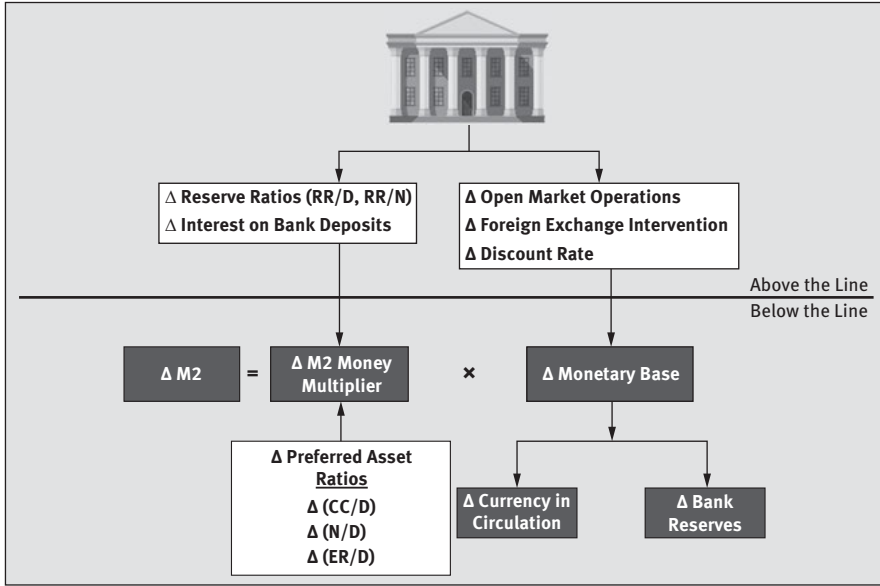 Δ Reserve Ratios (RR/D, RR/N)
Δ Interest on Bank Deposits
Δ Open Market Operations
Δ Foreign Exchange Intervention
Δ Discount Rate
Above the Line
Below the Line
Δ M2
=
Δ M2 Money
Multiplier
×
Δ Monetary Base
Δ Preferred Asset
Ratios
Δ (CC/D)
Δ (N/D)
Δ (ER/D)
Δ Currency in
Circulation
Δ Bank
Reserves